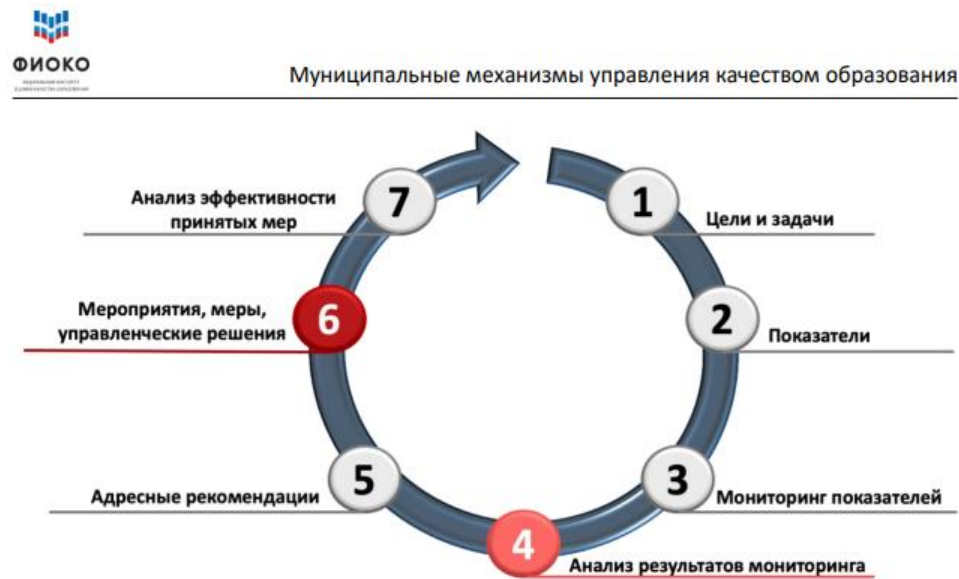 ФИОКО
Муниципальные механизмы управления качеством образования
7
1
Анализ эффективности
принятых мер
Цели и задачи
6
2
Мероприятия, меры,
управленческие решения
Показатели
5
3
Адресные рекомендации
Мониторинг показателей
4
Анализ результатов мониторинга